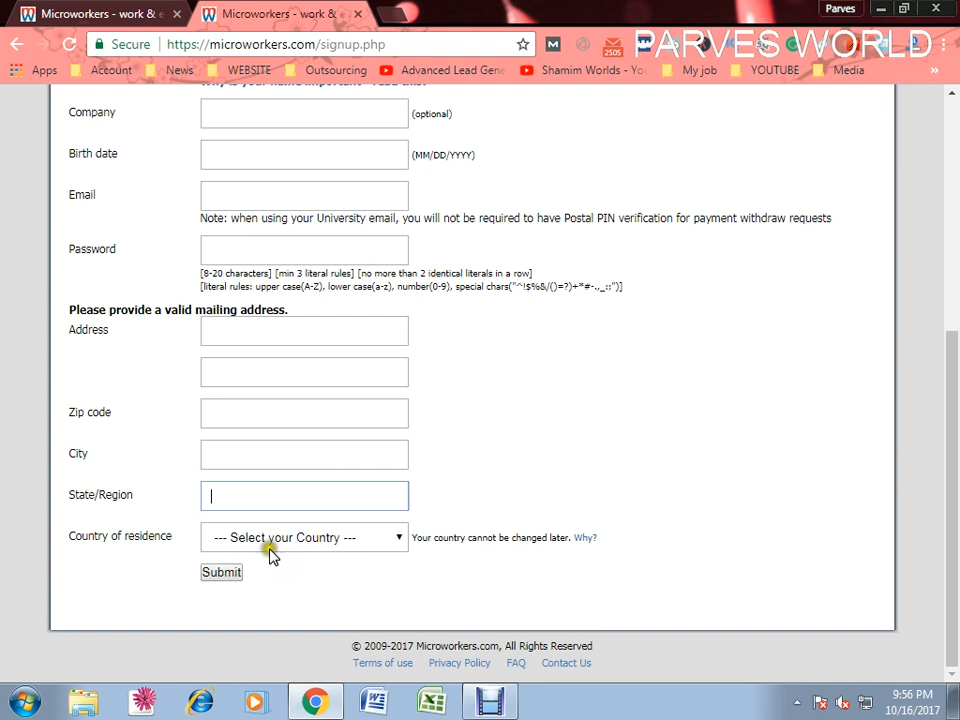 Microworkers - work & e
Microworkers - work & e
Parves
Secure
https://microworkers.com/signup.php
2505
PARVES WORLD
Apps
Account
News
WEBSITE
Outsourcing
Advanced Lead Gene
Shamim Worlds - Yo
My job
YOUTUBE
Media
Company
(optional)
Birth date
(MM/DD/YYYY)
Email
Note: when using your University email, you will not be required to have Postal PIN verification for payment withdraw requests
Password
[8-20 characters] [min 3 literal rules] [no more than 2 identical literals in a row]
[literal rules: upper case(A-Z), lower case(a-z), number(0-9), special chars("^!$%&/()=?)+*#-.,_:;")]
Please provide a valid mailing address.
Address
Zip code
City
State/Region
Country of residence
--- Select your Country ---
Your country cannot be changed later. Why?
Submit
© 2009-2017 Microworkers.com, All Rights Reserved
Terms of use
Privacy Policy
FAQ
Contact Us
9:56 PM
10/16/2017